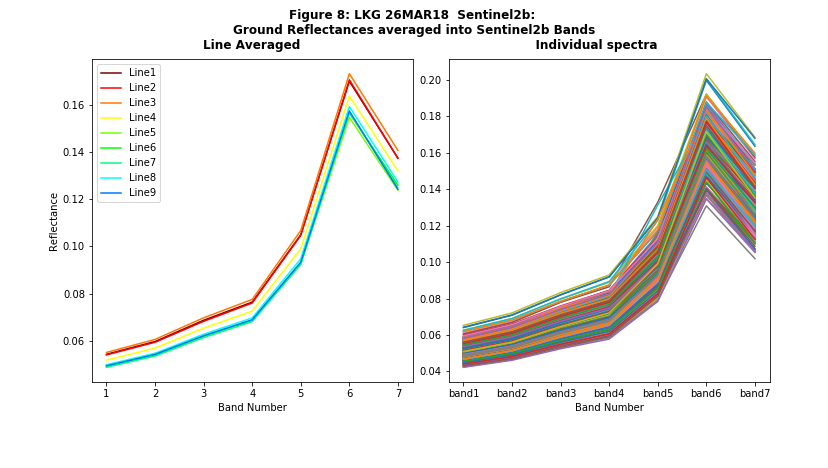 Figure 8: LKG 26MAR18 Sentinel2b:
Ground Reflectances averaged into Sentinel2b Bands
Line Averaged
Individual spectra
Line1
Line2
Line3
Line4
Line5
Line6
Line7
Line8
Line9
Reflectance
0.16
0.14
0.12
0.10
0.08
0.06
1 2 3 4 5 6 7
Band Number
0.20
0.18
0.16
0.14
0.12
0.10
0.08
0.06
0.04
band1 band2 band3 band4 band5 band6 band7
Band Number